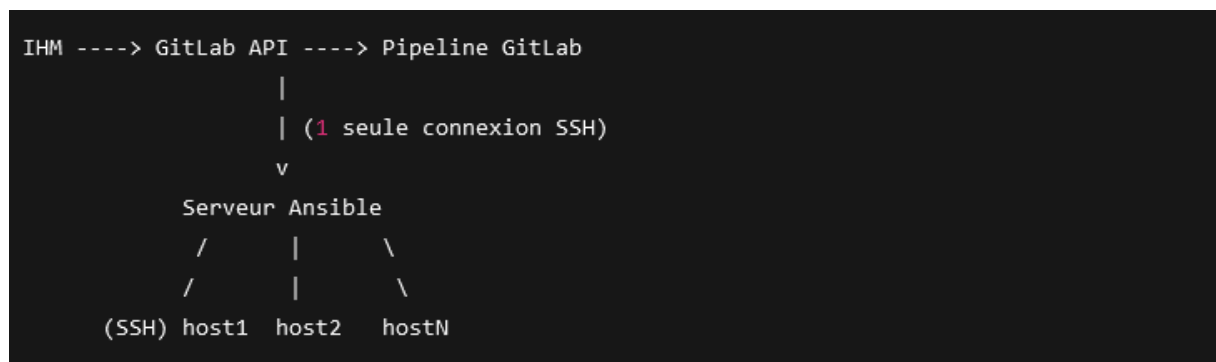 IHM ----> GitLab API ----> Pipeline GitLab
|
| (1 seule connexion SSH)
v
Serveur Ansible
/ | \
/ | \
(SSH) host1 host2 hostN